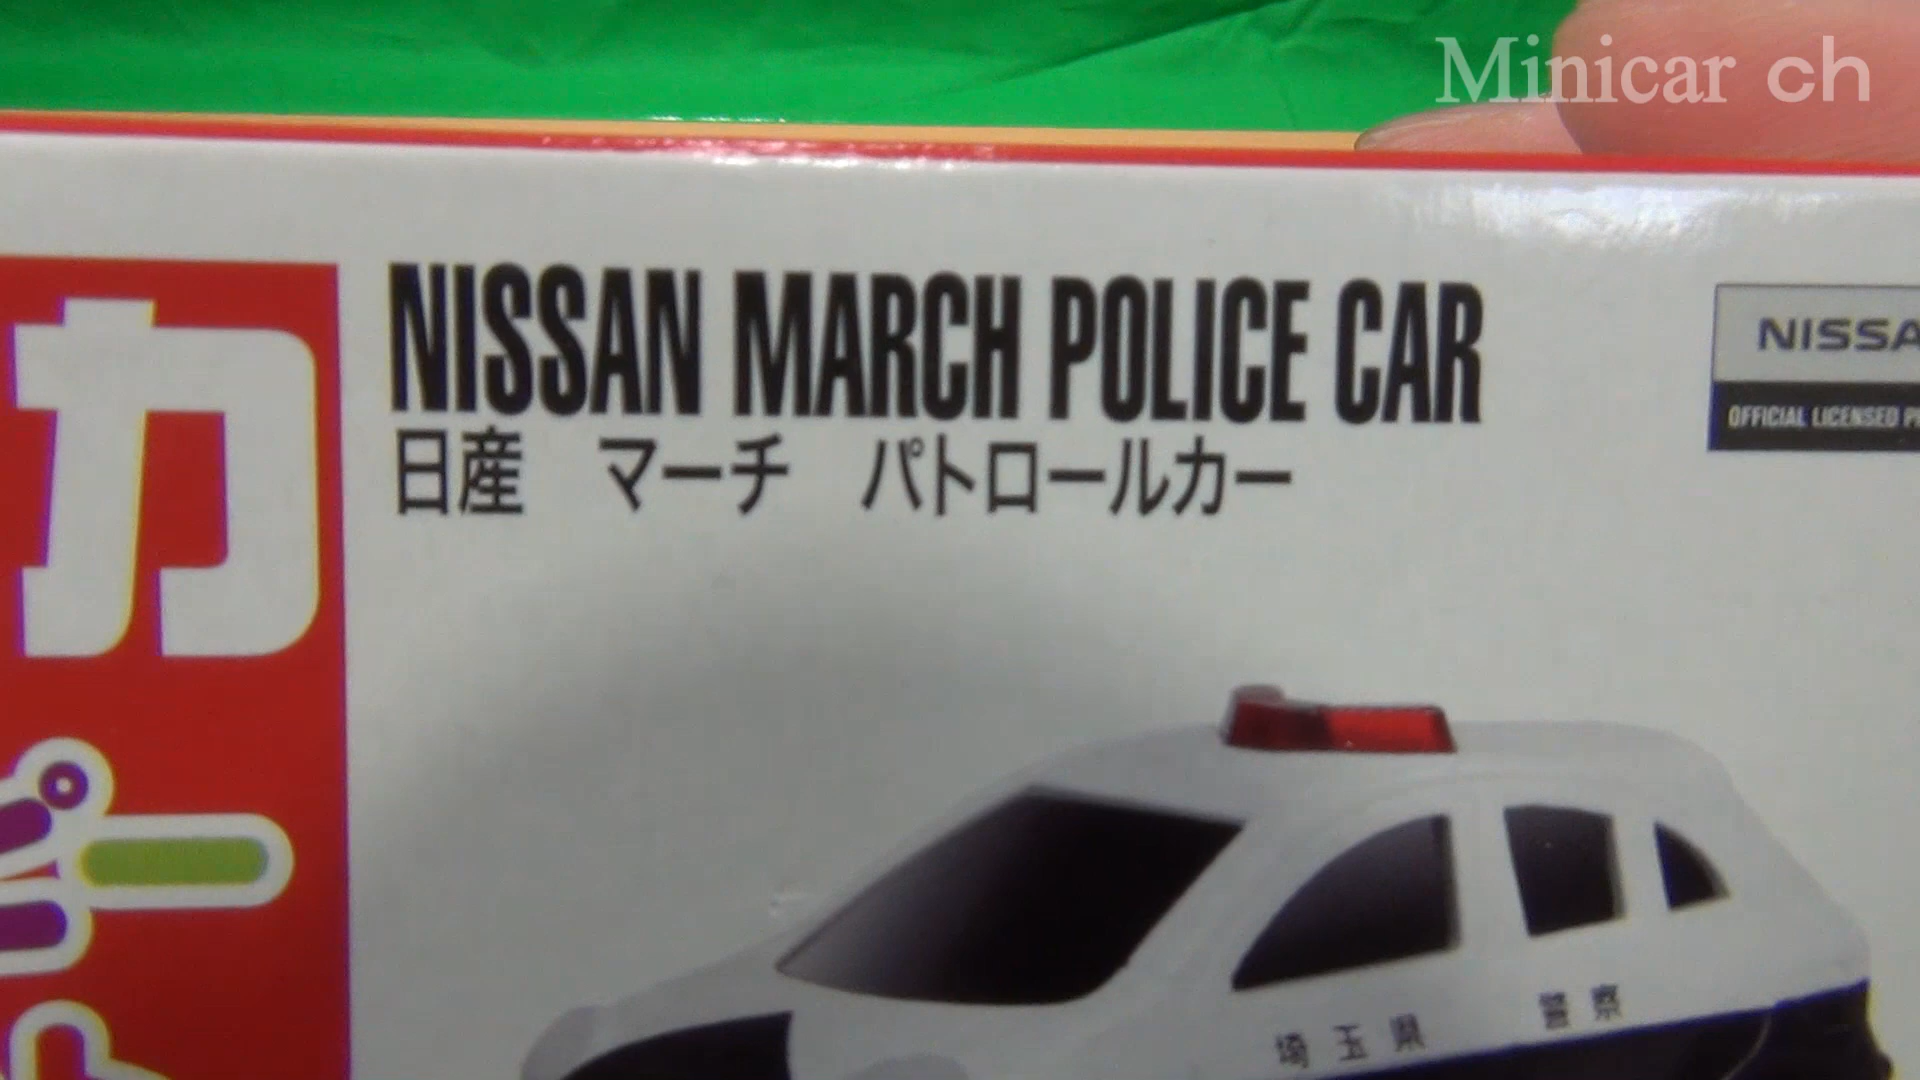 Minicar ch
カ
NISSAN MARCH POLICE CAR
日産 マーチ パトロールカー
NISSA
OFFICIAL LICENSED P
埼玉県 警察